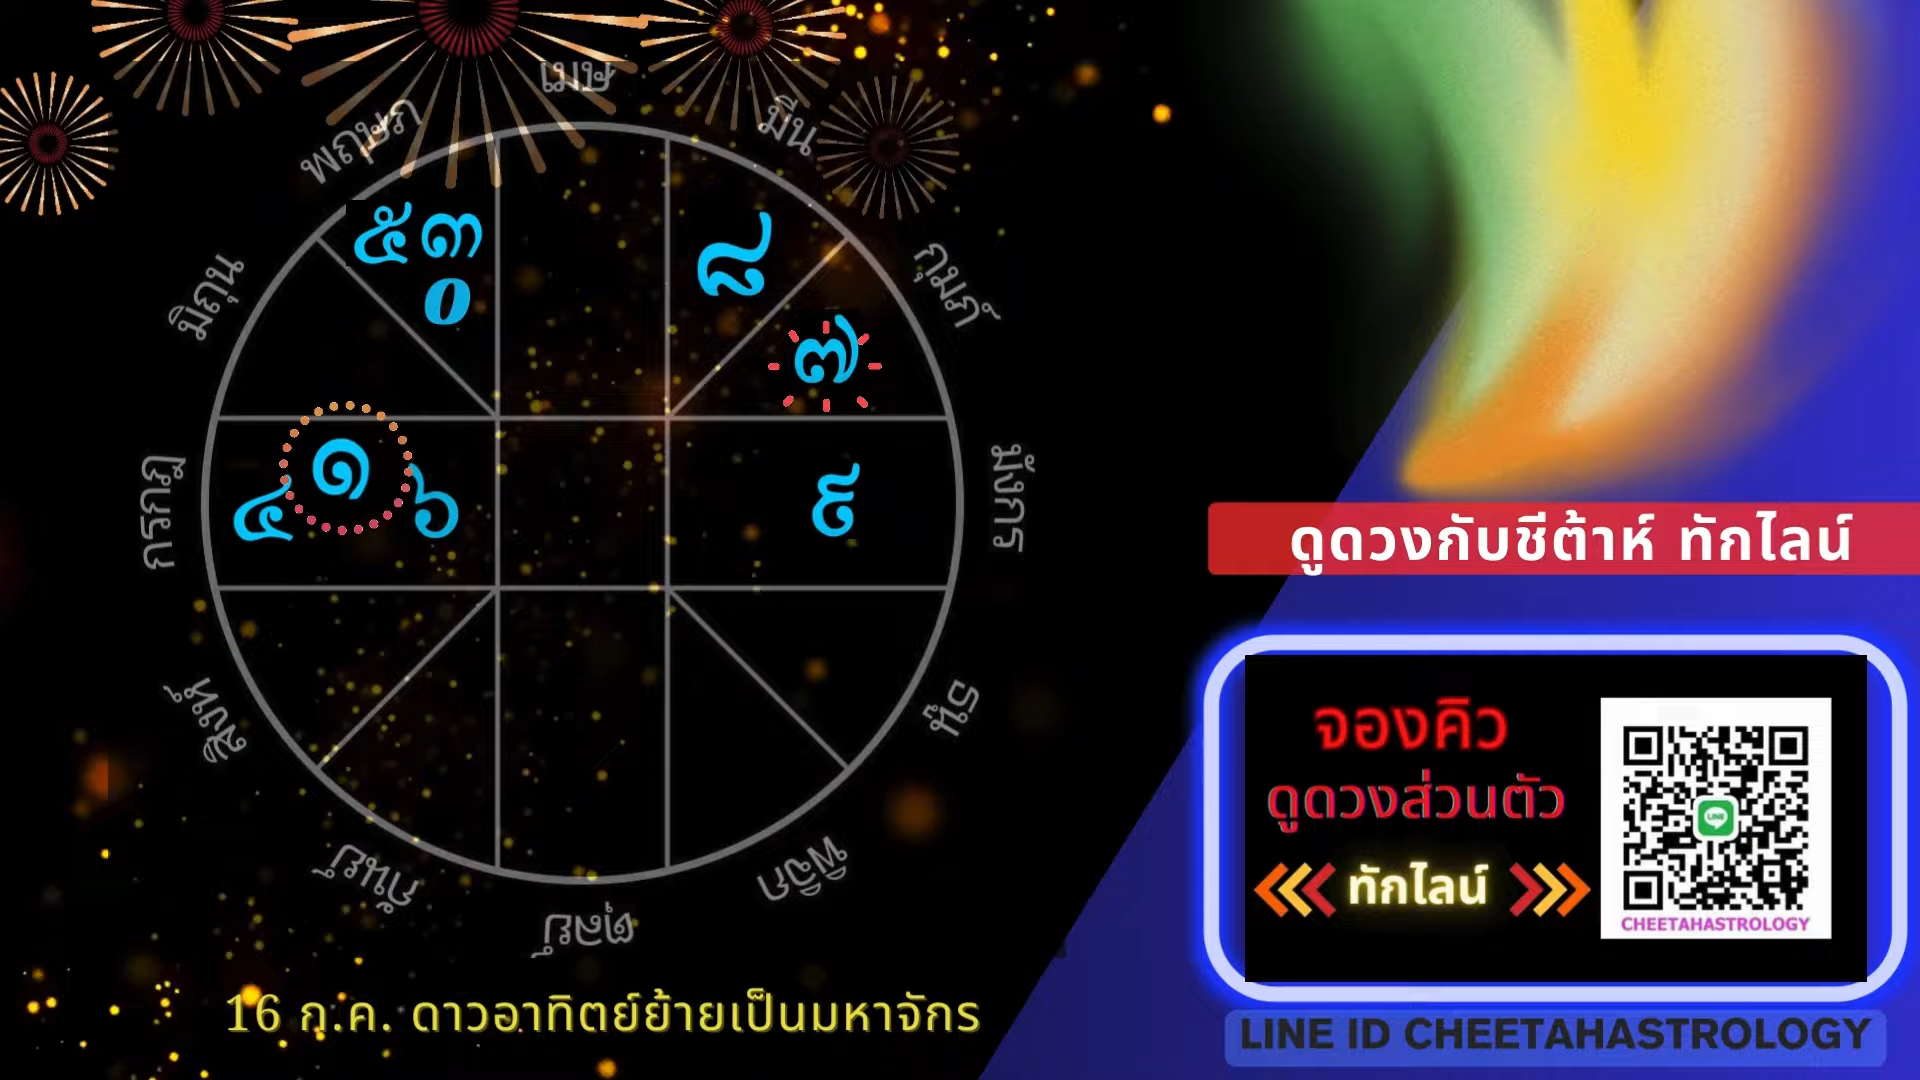 เมษ
พฤษภ
มีน
มิถุน
กุมภ์
๕ ๓
๘
๐
๗
กรกฎ
๔ ๑ ๖
๙
มังกร
สิงห์
ธนู
กันย์
พิจิก
ตุลย์
16 ก.ค. ดาวอาทิตย์ย้ายเป็นมหาจักร
ดูดวงกับชีต้าห์ ทักไลน์
จองคิว
ดูดวงส่วนตัว
ทักไลน์
LINE
CHEETAHASTROLOGY
LINE ID CHEETAHASTROLOGY